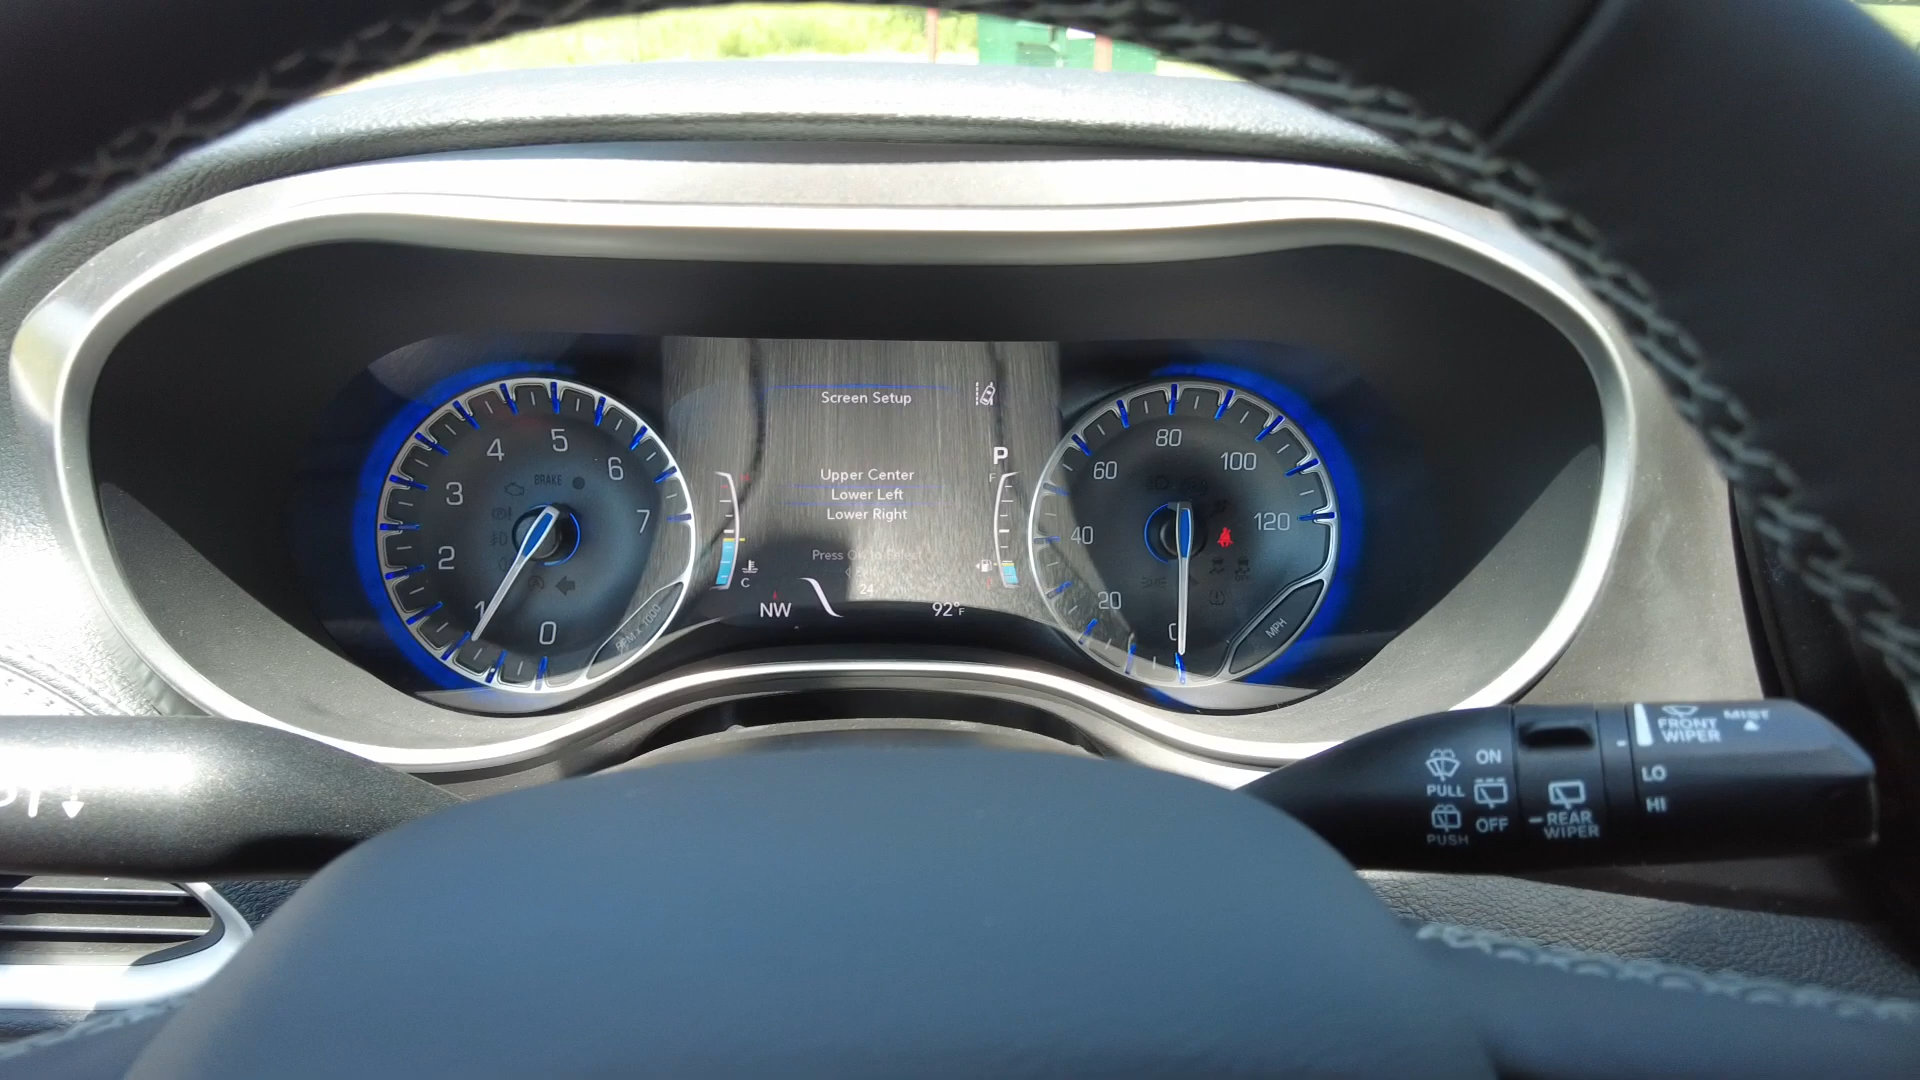 Screen Setup
P
Upper Center
Lower Left
Lower Right
F
C
24
NW
92°F
BRAKE
0
1
2
3
4
5
6
7
RPM x 1000
20
40
60
80
100
120
MPH
FRONT
WIPER
MIST
LO
HI
ON
PULL
OFF
PUSH
REAR
WIPER